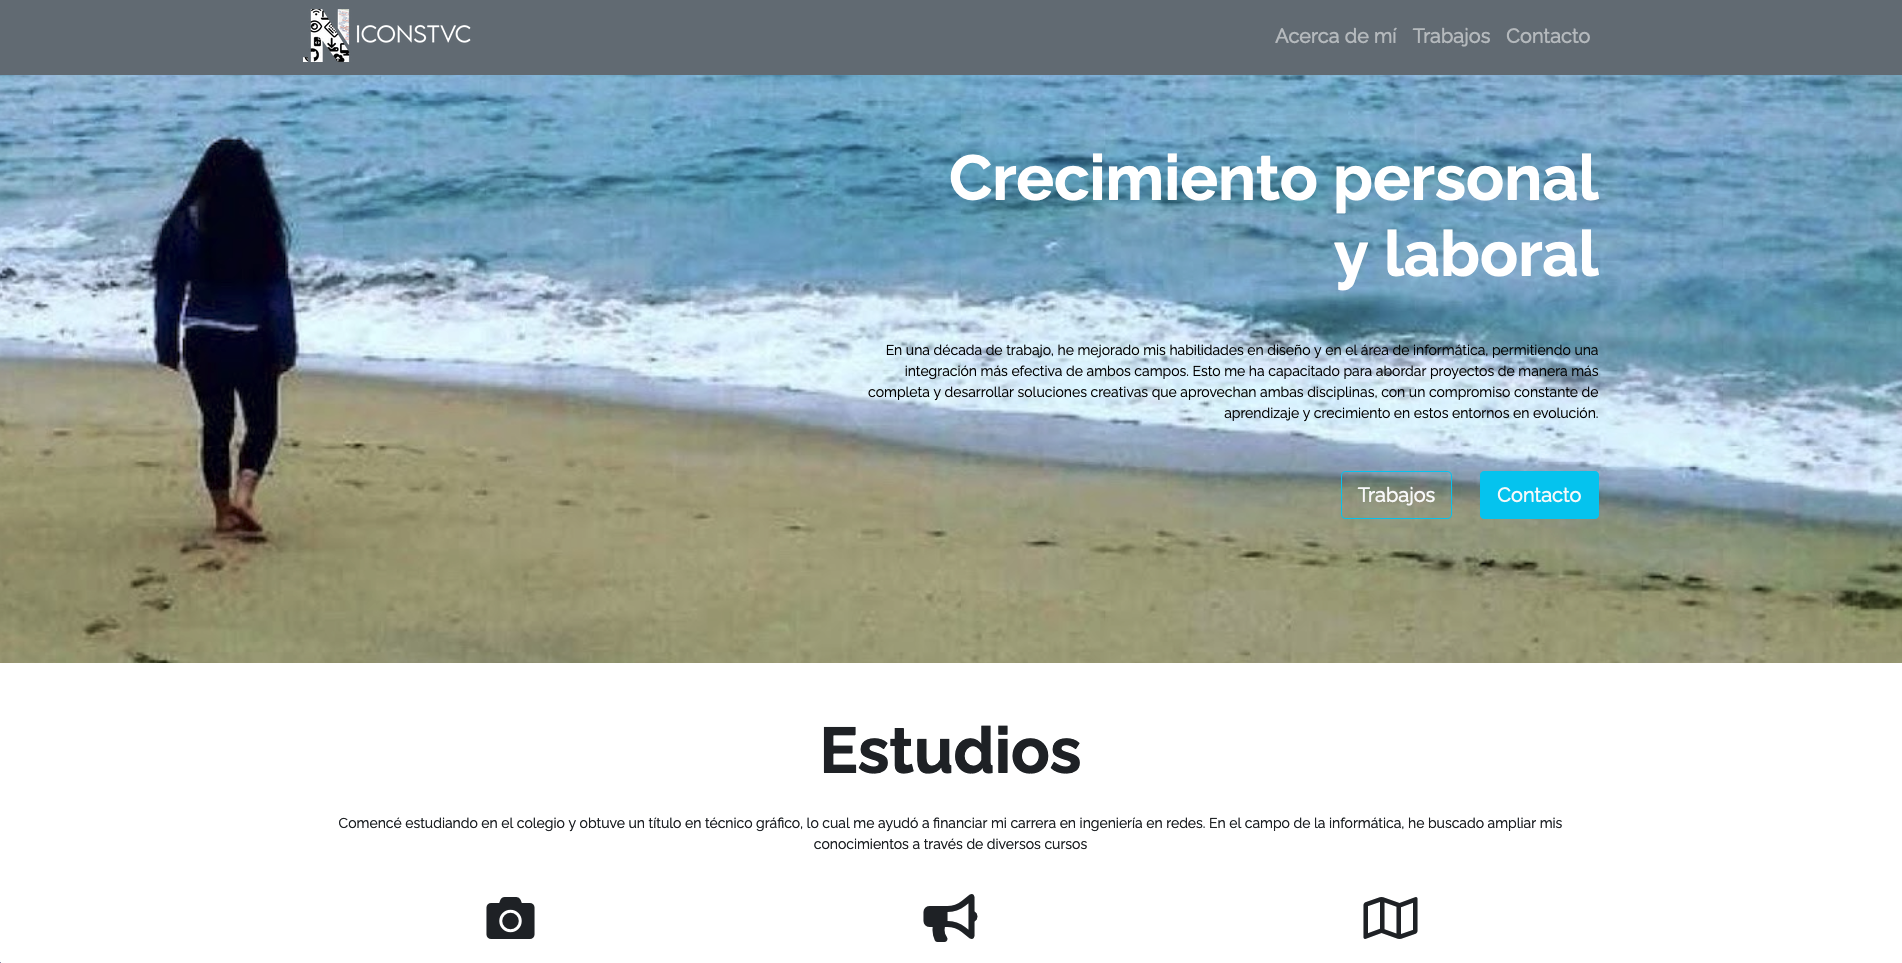 NICONSTVC
Acerca de mí Trabajos Contacto
Crecimiento personal
y laboral
En una década de trabajo, he mejorado mis habilidades en diseño y en el área de informática, permitiendo una
integración más efectiva de ambos campos. Esto me ha capacitado para abordar proyectos de manera más
completa y desarrollar soluciones creativas que aprovechan ambas disciplinas, con un compromiso constante de
aprendizaje y crecimiento en estos entornos en evolución.
Trabajos Contacto
Estudios
Comencé estudiando en el colegio y obtuve un título en técnico gráfico, lo cual me ayudó a financiar mi carrera en ingeniería en redes. En el campo de la informática, he buscado ampliar mis
conocimientos a través de diversos cursos